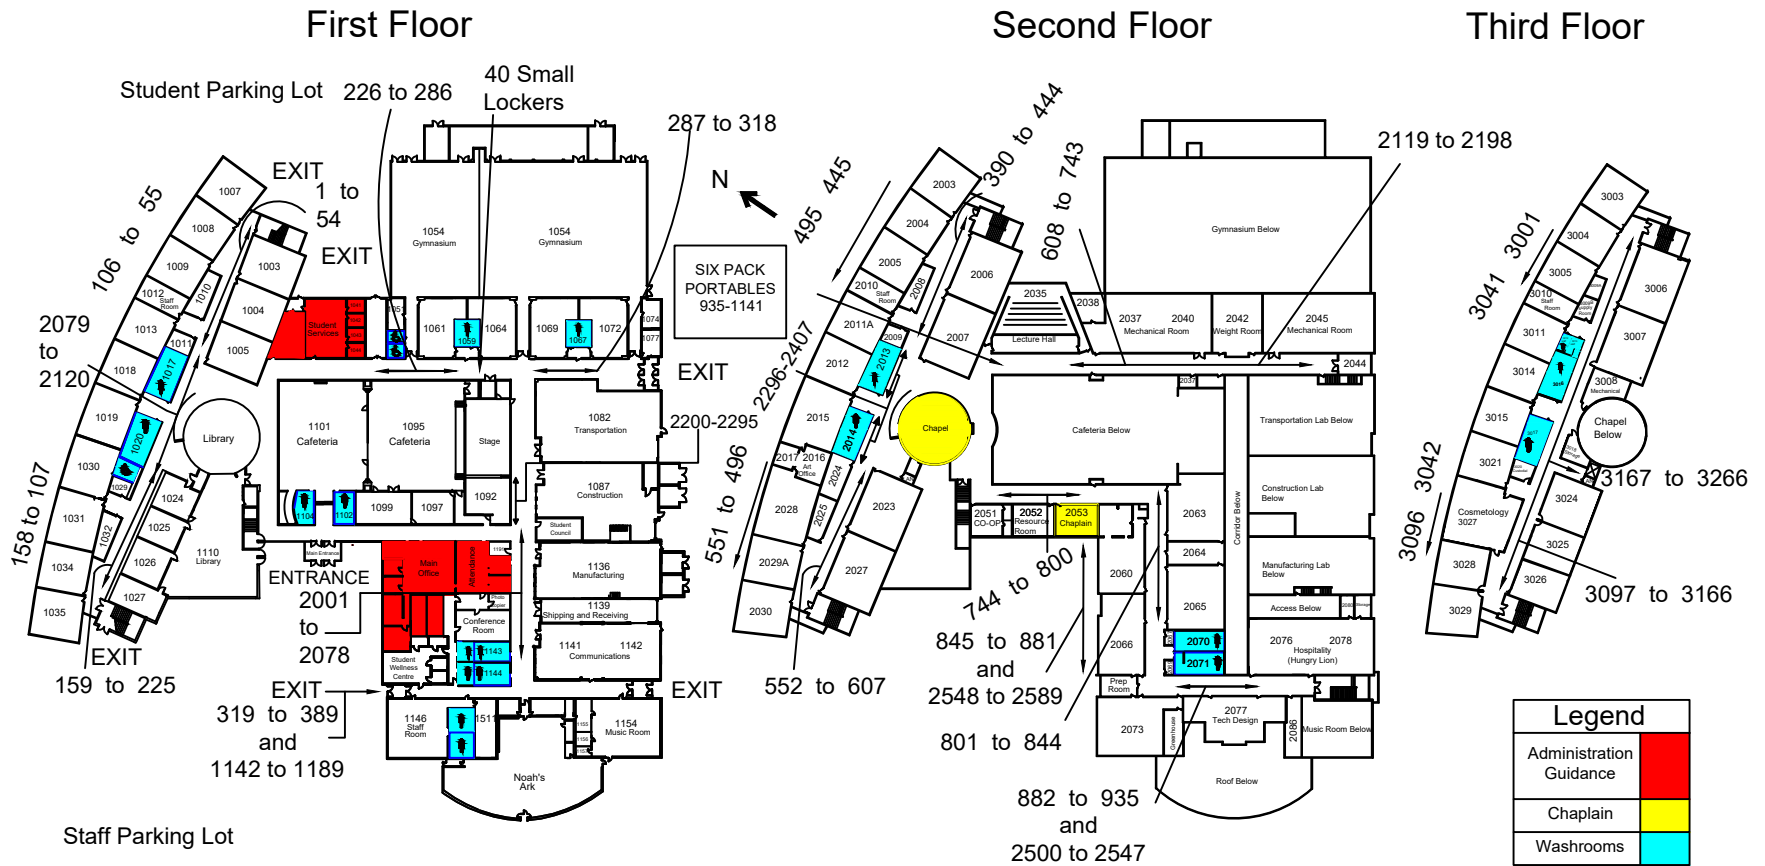 First Floor
Second Floor
Third Floor
Student Parking Lot
226 to 286
40 Small
Lockers
287 to 318
N
SIX PACK
PORTABLES
935-1141
EXIT
1 to
54
EXIT
106 to 55
2079
to
2120
158 to 107
1007
1008
1009
1012
Staff
Room
1010
1013
1011
1017
1018
1019
1020
1030
1029
1031
1032
1034
1035
1003
1004
1005
Library
1024
1025
1026
1027
1110
Library
Student
Services
1054
Gymnasium
1054
Gymnasium
1061
1059
1064
1069
1067
1072
1074
1077
EXIT
1101
Cafeteria
1095
Cafeteria
Stage
1082
Transportation
2200-2295
1104
1102
1099
1097
1092
1087
Construction
Student
Council
Main Entrance
ENTRANCE
2001
to
2078
Main
Office
Attendance
1136
Manufacturing
1139
Shipping and Receiving
Conference
Room
1141
1142
Communications
1143
1144
Student
Wellness
Centre
EXIT
159 to 225
EXIT
319 to 389
and
1142 to 1189
EXIT
1146
Staff
Room
1511
1155
1156
1154
Music Room
Noah's
Ark
Staff Parking Lot
390 to 444
495 445
608 to 743
2119 to 2198
2296-2407
551 to 496
552 to 607
2003
2004
2005
2010
Staff
Room
2008
2006
2007
2011A
2009
2012
2013
2015
2014
2017
2016
Art
Office
2024
2025
2028
2023
2029A
2027
2030
Chapel
2035
Lecture Hall
2038
2037
2040
Mechanical Room
2042
Weight Room
2045
Mechanical Room
2044
Gymnasium Below
Cafeteria Below
Transportation Lab Below
Corridor Below
Construction Lab
Below
Manufacturing Lab
Below
Access Below
2051
CO-OP
2052
Resource
Room
2053
Chaplain
2063
2064
2060
2065
2066
2070
2071
2076
2078
Hospitality
(Hungry Lion)
Prep
Room
2073
Greenhouse
2077
Tech Design
2086
Music Room Below
Roof Below
744 to 800
845 to 881
and
2548 to 2589
801 to 844
882 to 935
and
2500 to 2547
3041 3001
3096 3042
3003
3004
3005
3010
Staff
Room
3006
3007
3011
3014
3008
Mechanical
3015
3021
Chapel
Below
3167 to 3266
Cosmetology
3027
3024
3025
3026
3028
3029
3097 to 3166
Legend
Administration
Guidance
Chaplain
Washrooms